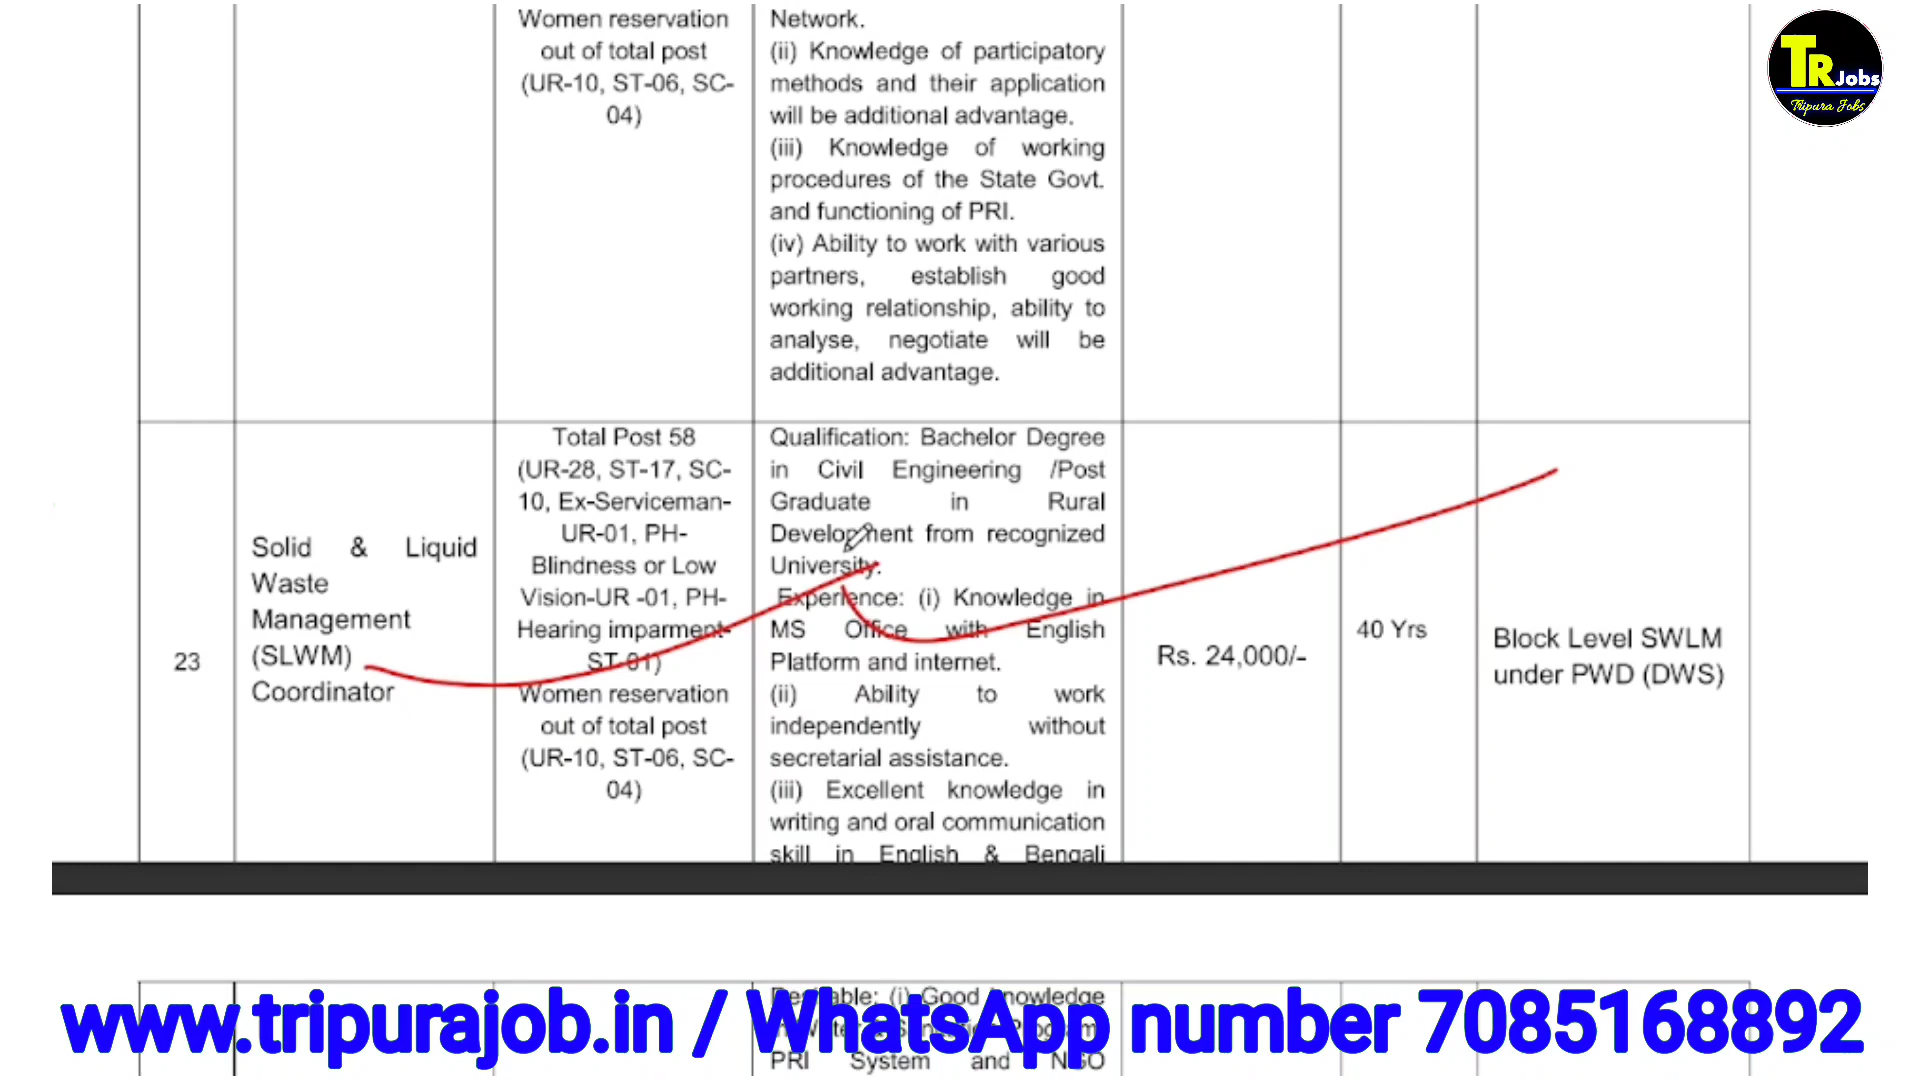 Women reservation
out of total post
(UR-10, ST-06, SC-
04)
Network.
(ii) Knowledge of participatory
methods and their application
will be additional advantage.
(iii) Knowledge of working
procedures of the State Govt.
and functioning of PRI.
(iv) Ability to work with various
partners, establish good
working relationship, ability to
analyse, negotiate will be
additional advantage.
TR Jobs
Tripura Jobs
23
Solid & Liquid
Waste
Management
(SLWM)
Coordinator
Total Post 58
(UR-28, ST-17, SC-
10, Ex-Serviceman-
UR-01, PH-
Blindness or Low
Vision-UR -01, PH-
Hearing imparment-
ST-01)
Women reservation
out of total post
(UR-10, ST-06, SC-
04)
Qualification: Bachelor Degree
in Civil Engineering /Post
Graduate in Rural
Development from recognized
University.
Experience: (i) Knowledge in
MS Office with English
Platform and internet.
(ii) Ability to work
independently without
secretarial assistance.
(iii) Excellent knowledge in
writing and oral communication
skill in English & Bengali
Rs. 24,000/-
40 Yrs
Block Level SWLM
under PWD (DWS)
Desirable: (i) Good knowledge
PRI System and NGO
www.tripurajob.in / WhatsApp number 7085168892